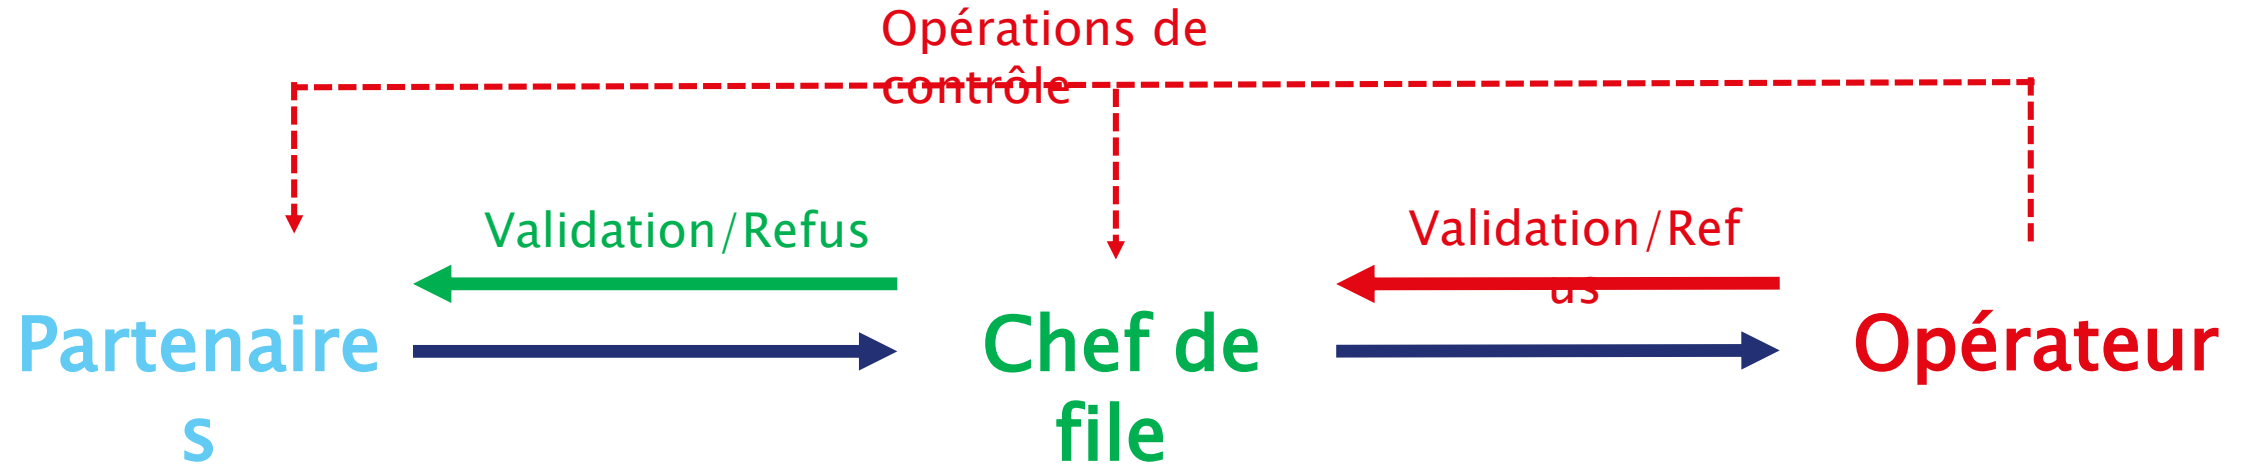 Opérations de
contrôle
Validation/Refus
Validation/Ref
us
Partenaire
s
Chef de
file
Opérateur